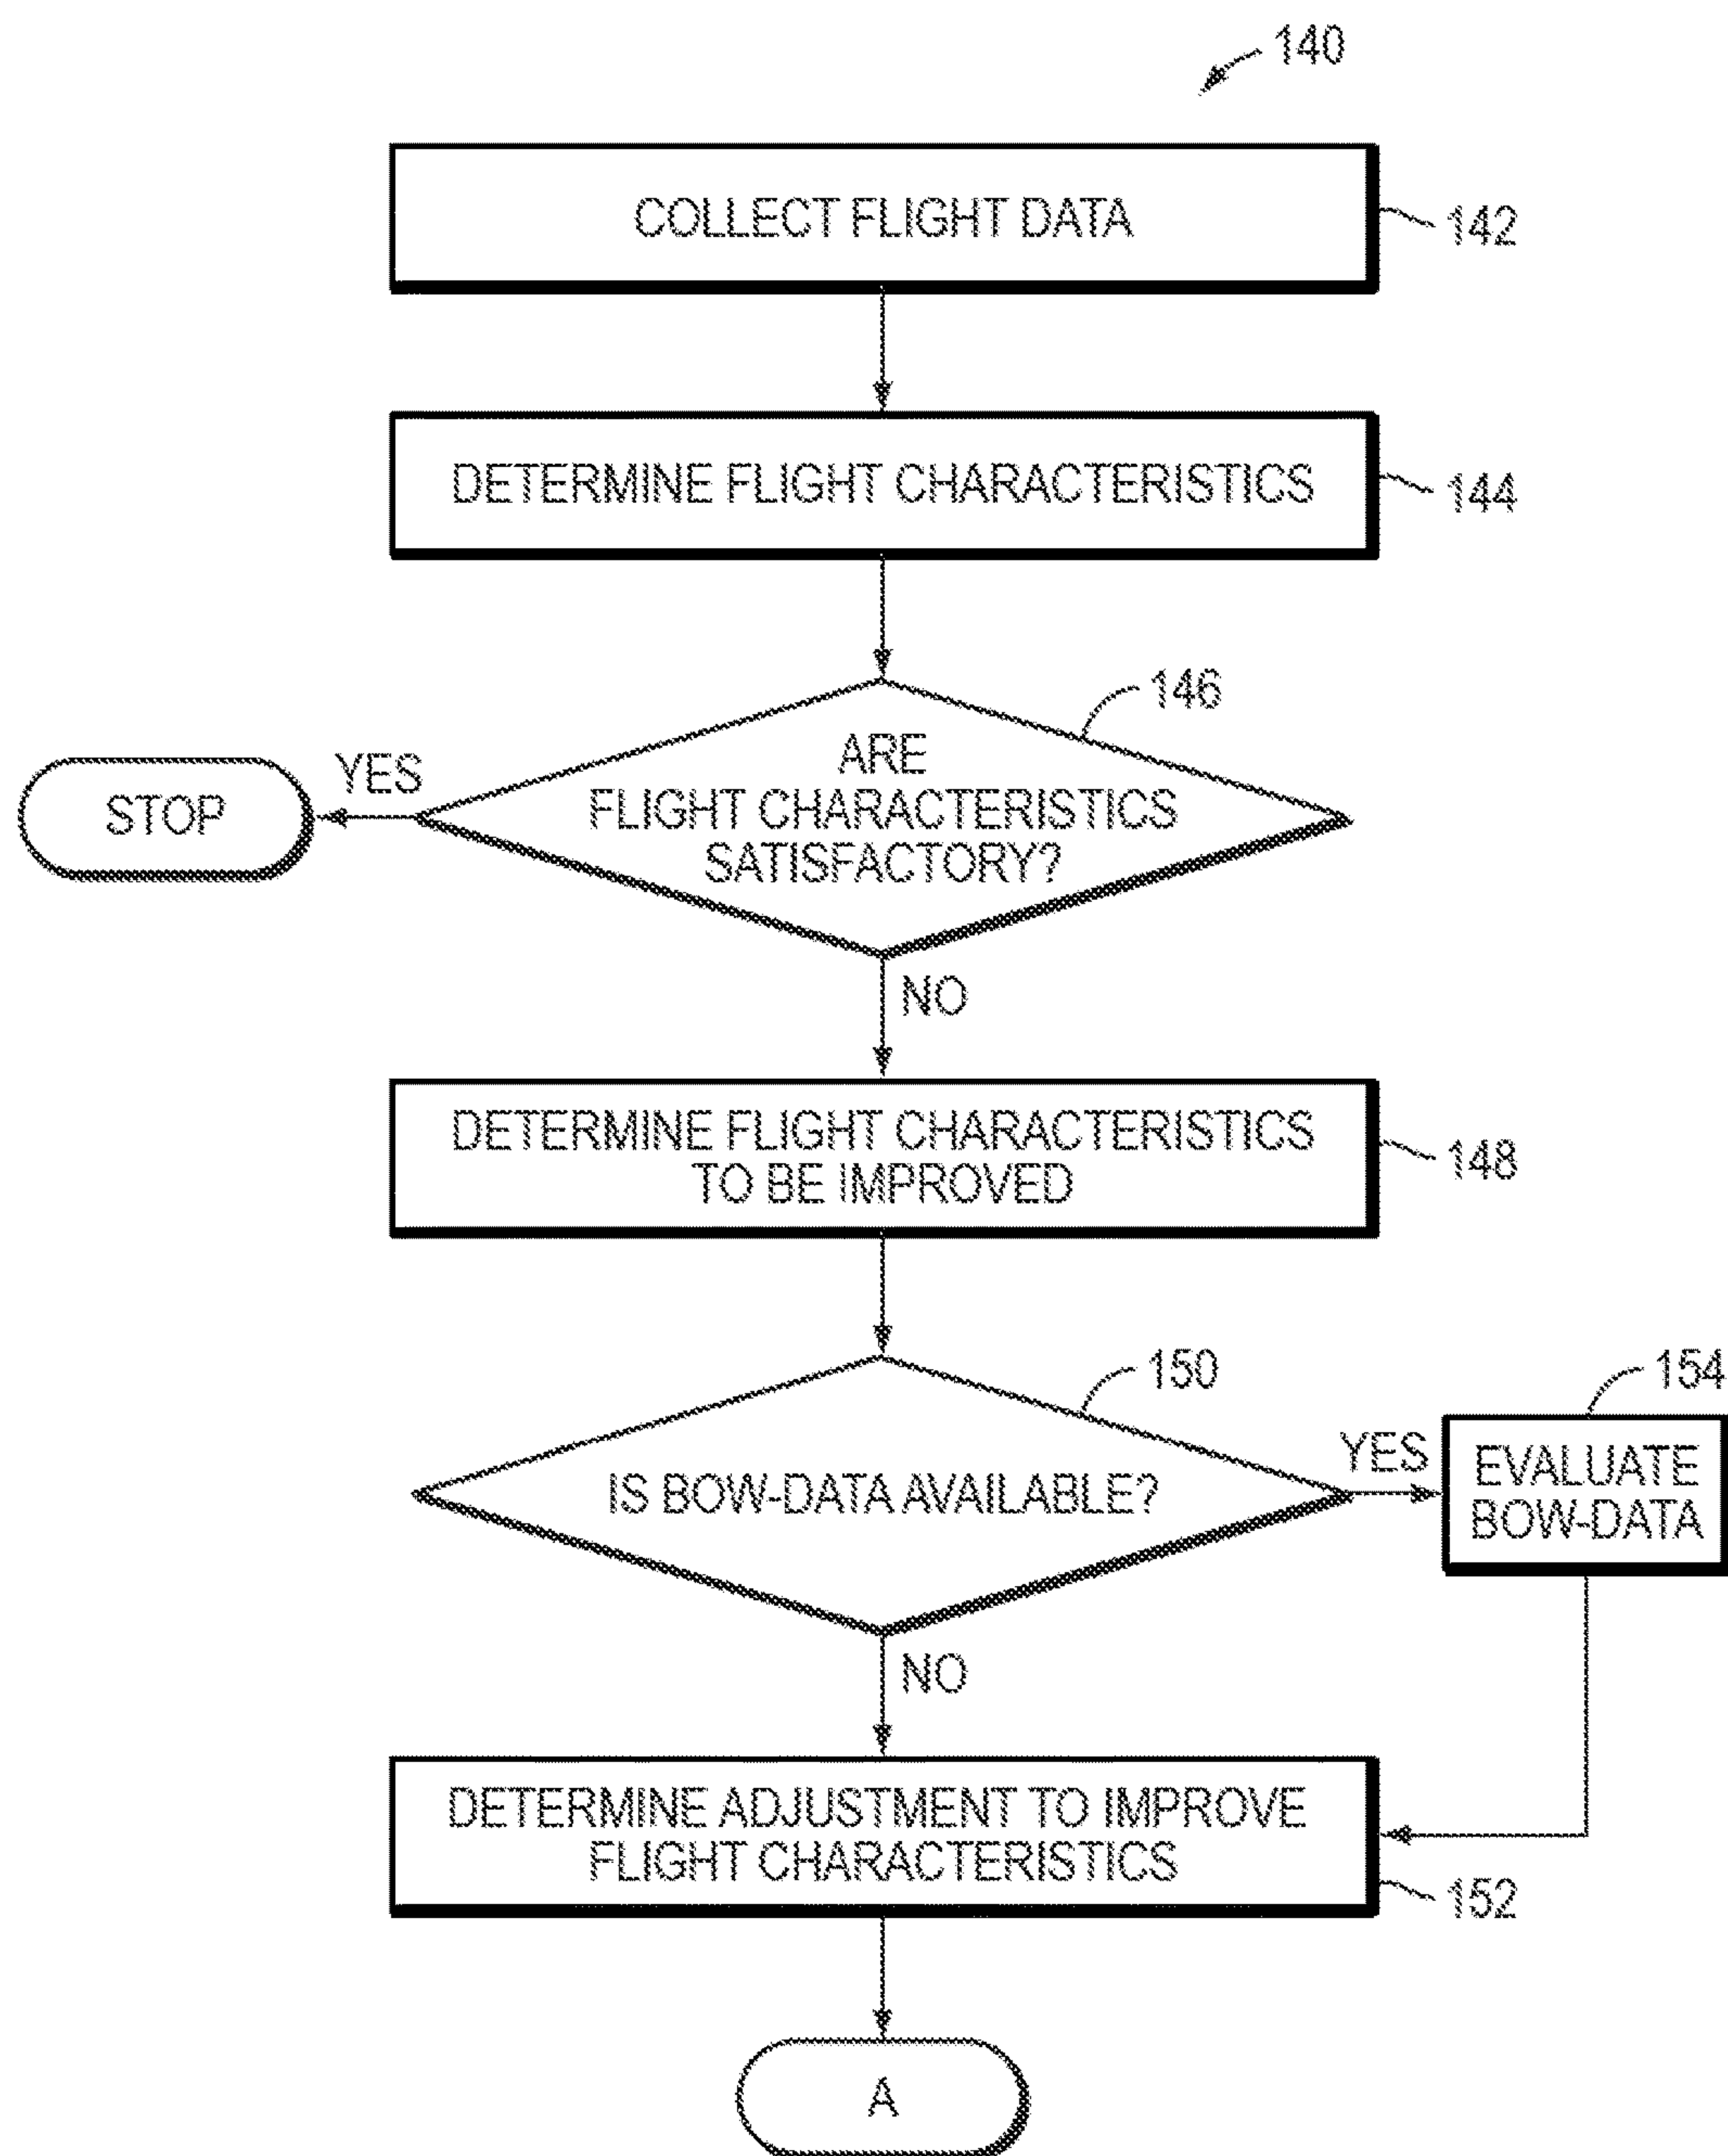 140
COLLECT FLIGHT DATA
142
DETERMINE FLIGHT CHARACTERISTICS
144
146
ARE
FLIGHT CHARACTERISTICS
SATISFACTORY?
YES
STOP
NO
DETERMINE FLIGHT CHARACTERISTICS
TO BE IMPROVED
148
150
IS BOW-DATA AVAILABLE?
YES
154
EVALUATE
BOW-DATA
NO
DETERMINE ADJUSTMENT TO IMPROVE
FLIGHT CHARACTERISTICS
152
A